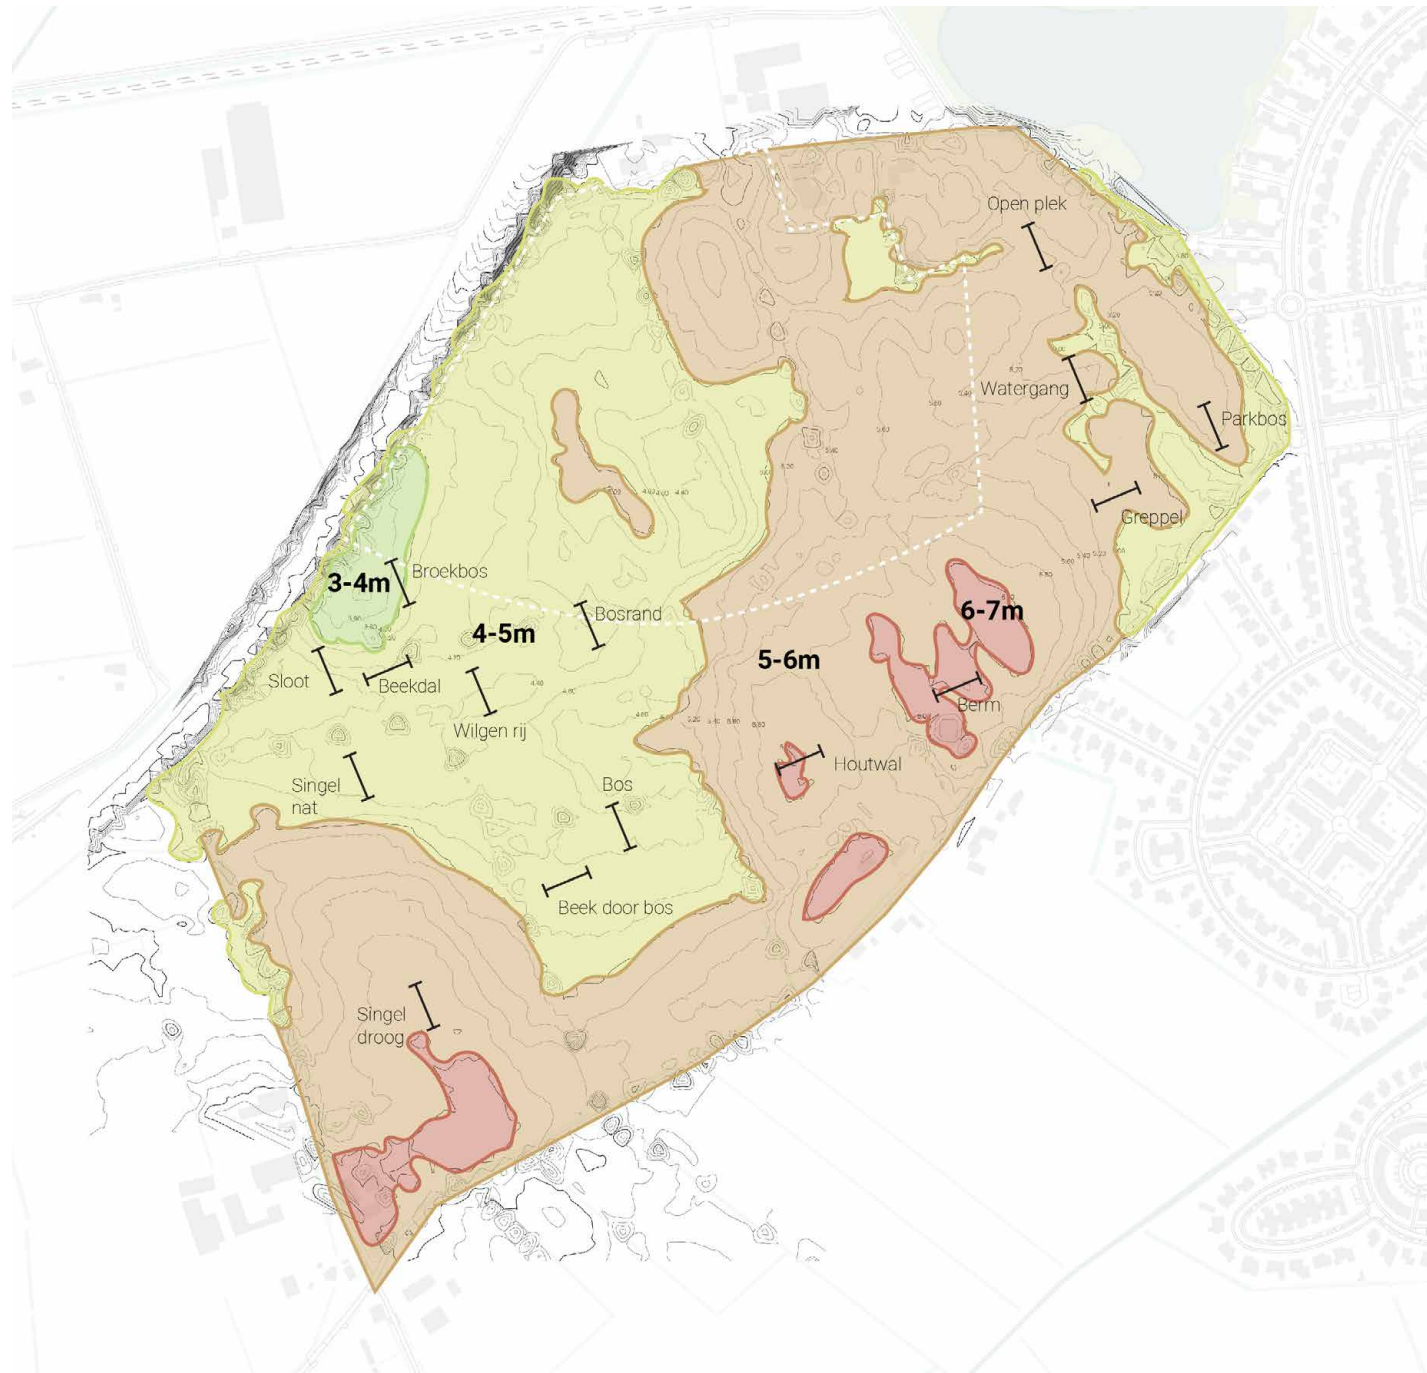 Open plek
Watergang
Parkbos
Greppel
3-4m
Broekbos
4-5m
Bosrand
6-7m
5-6m
Sloot
Beekdal
Wilgen rij
Berm
Houtwal
Singel
nat
Bos
Beek door bos
Singel
droog